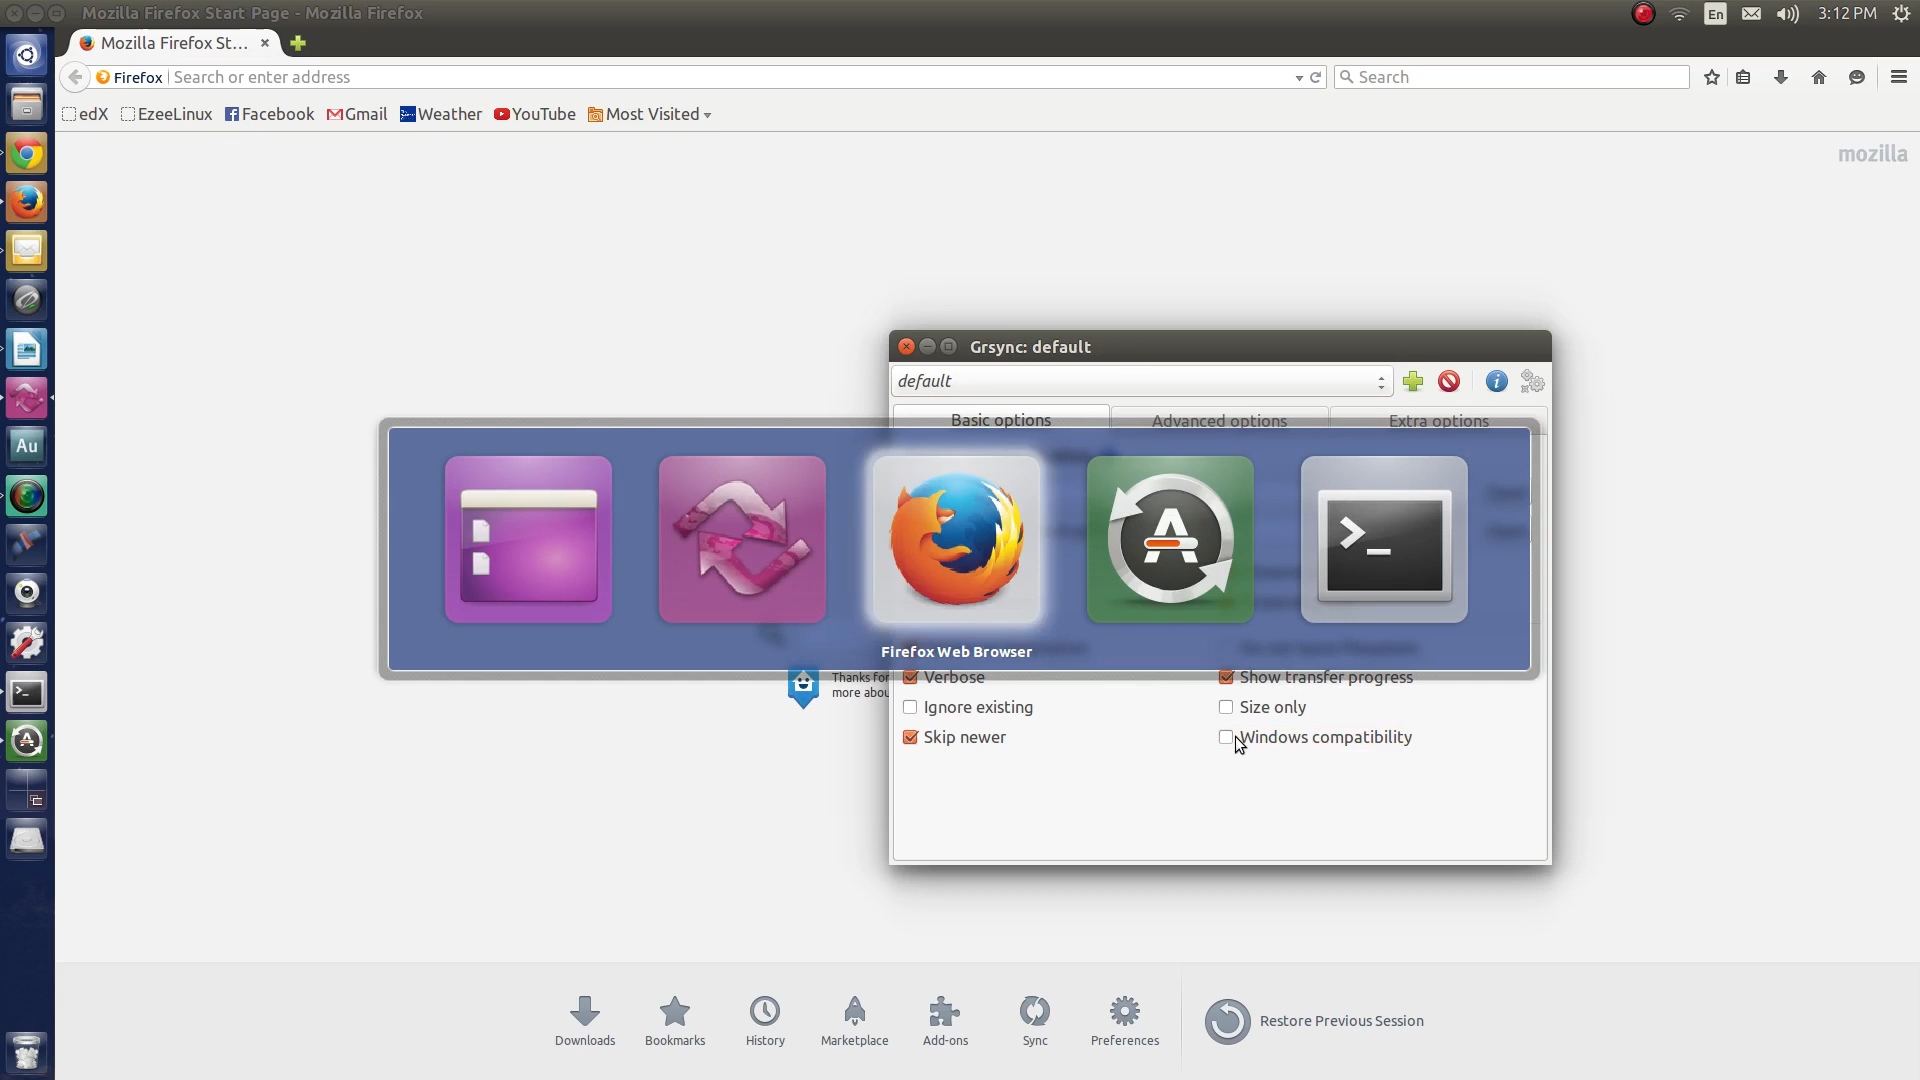 Mozilla Firefox Start Page - Mozilla Firefox
En
3:12 PM
Mozilla Firefox St...
Firefox
Search or enter address
Search
edX
EzeeLinux
Facebook
Gmail
Weather
YouTube
Most Visited
mozilla
Grsync: default
default
Basic options
Advanced options
Extra options
Au
Firefox Web Browser
Thanks for
more abou
Verbose
Show transfer progress
Ignore existing
Size only
Skip newer
Windows compatibility
Downloads
Bookmarks
History
Marketplace
Add-ons
Sync
Preferences
Restore Previous Session